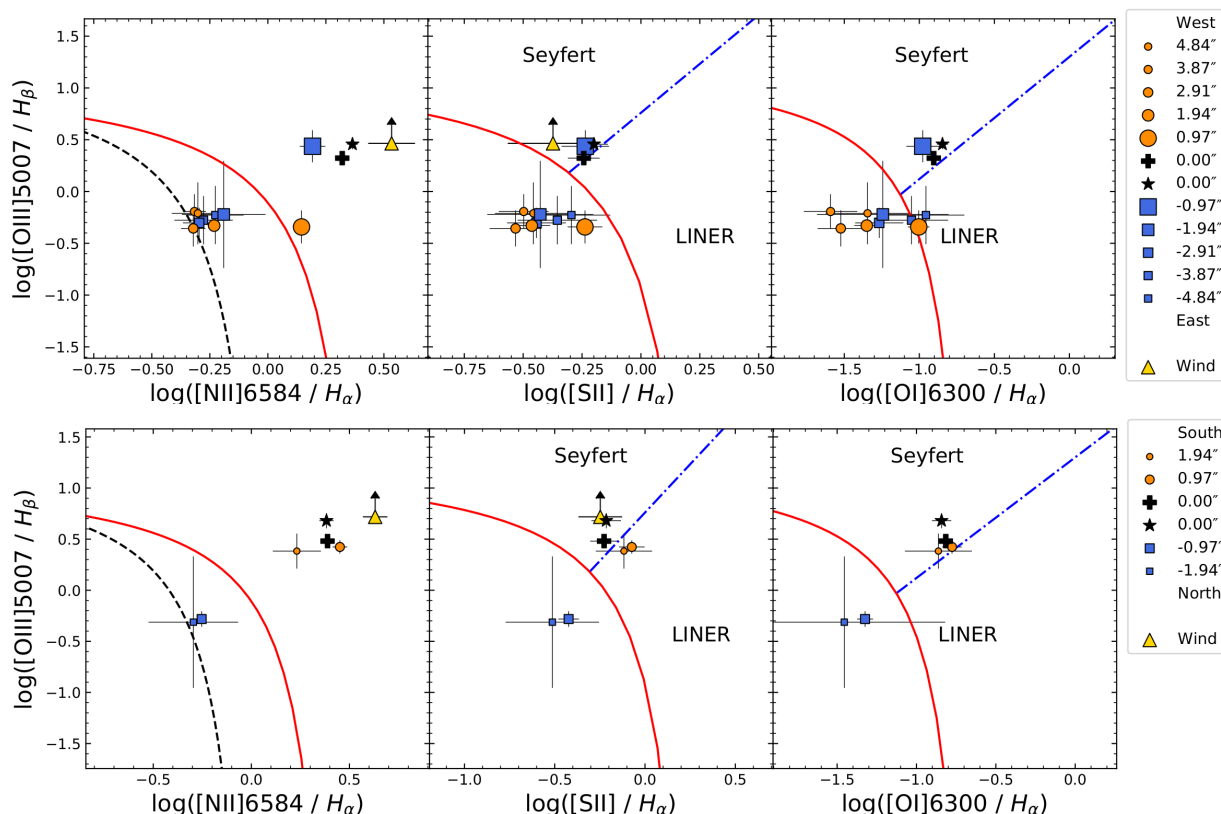 log([OIII]5007 / Hβ)
1.5
1.0
0.5
0.0
−0.5
−1.0
−1.5
Seyfert
LINER
Seyfert
LINER
−0.75 −0.50 −0.25 0.00 0.25 0.50
−1.00 −0.75 −0.50 −0.25 0.00 0.25 0.50
−1.5 −1.0 −0.5 0.0
log([NII]6584 / Hα)
log([SII] / Hα)
log([OI]6300 / Hα)
West
4.84″
3.87″
2.91″
1.94″
0.97″
0.00″
0.00″
-0.97″
-1.94″
-2.91″
-3.87″
-4.84″
East
Wind
log([OIII]5007 / Hβ)
1.5
1.0
0.5
0.0
−0.5
−1.0
−1.5
Seyfert
LINER
Seyfert
LINER
−0.5 0.0 0.5
−1.0 −0.5 0.0 0.5
−1.5 −1.0 −0.5 0.0
log([NII]6584 / Hα)
log([SII] / Hα)
log([OI]6300 / Hα)
South
1.94″
0.97″
0.00″
0.00″
-0.97″
-1.94″
North
Wind